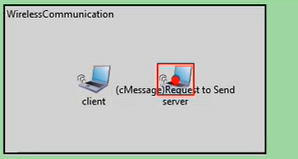 WirelessCommunication
(cMessage)Request to Send
client
server